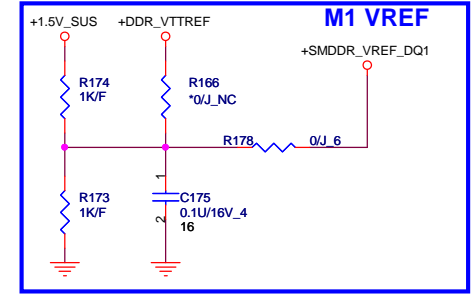 M1 VREF
+1.5V_SUS
+DDR_VTTREF
+SMDDR_VREF_DQ1
R174
1K/F
R166
*0/J_NC
R178
0/J_6
R173
1K/F
1
C175
0.1U/16V_4
2
16